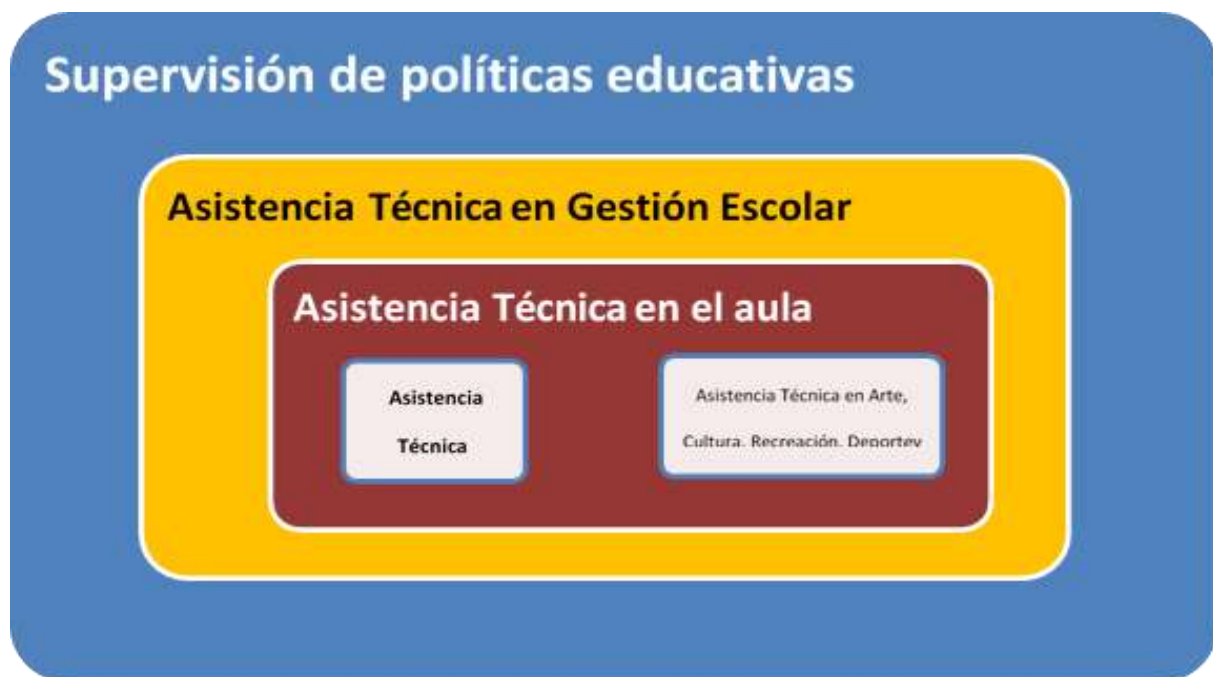 Supervisión de políticas educativas
Asistencia Técnica en Gestión Escolar
Asistencia Técnica en el aula
Asistencia
Técnica
Asistencia Técnica en Arte,
Cultura, Recreación, Deporte y